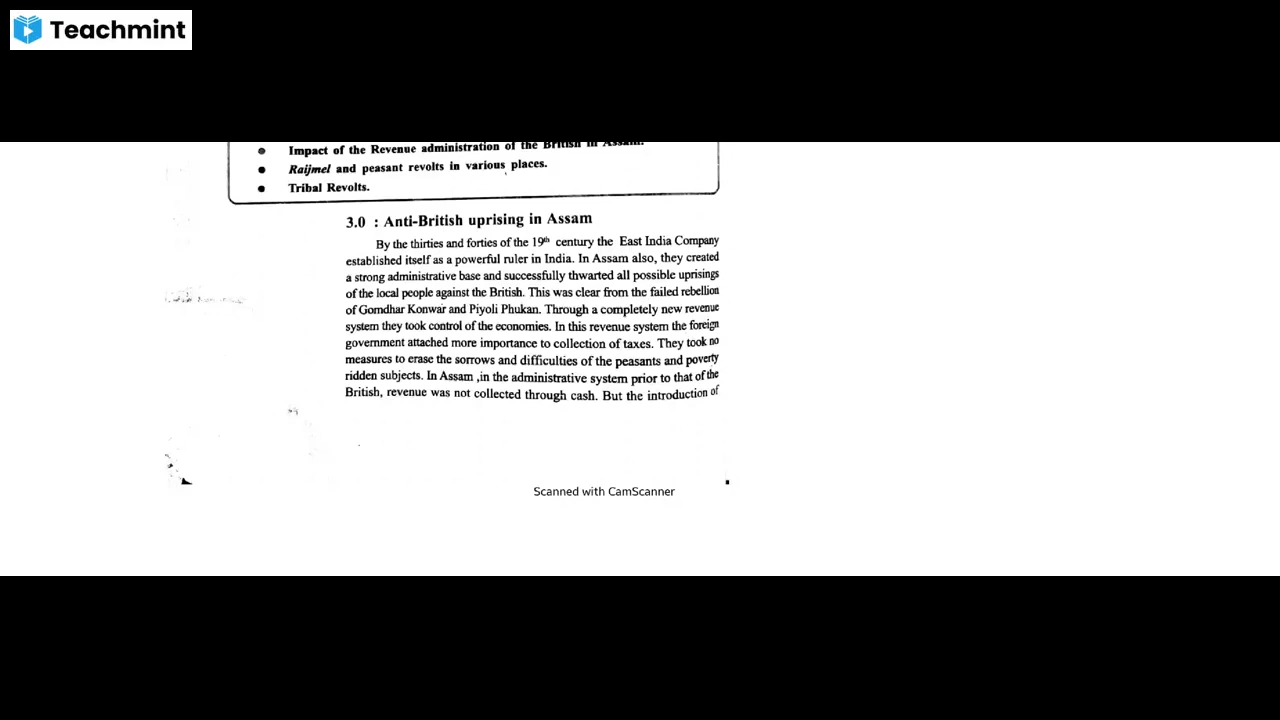 Teachmint
Impact of the Revenue administration of the British in Assam.
Raijmel and peasant revolts in various places.
Tribal Revolts.
3.0 : Anti-British uprising in Assam
By the thirties and forties of the 19th century the East India Company
established itself as a powerful ruler in India. In Assam also, they created
a strong administrative base and successfully thwarted all possible uprisings
of the local people against the British. This was clear from the failed rebellion
of Gomdhar Konwar and Piyoli Phukan. Through a completely new revenue
system they took control of the economies. In this revenue system the foreign
government attached more importance to collection of taxes. They took no
measures to erase the sorrows and difficulties of the peasants and poverty
ridden subjects. In Assam ,in the administrative system prior to that of the
British, revenue was not collected through cash. But the introduction of
Scanned with CamScanner